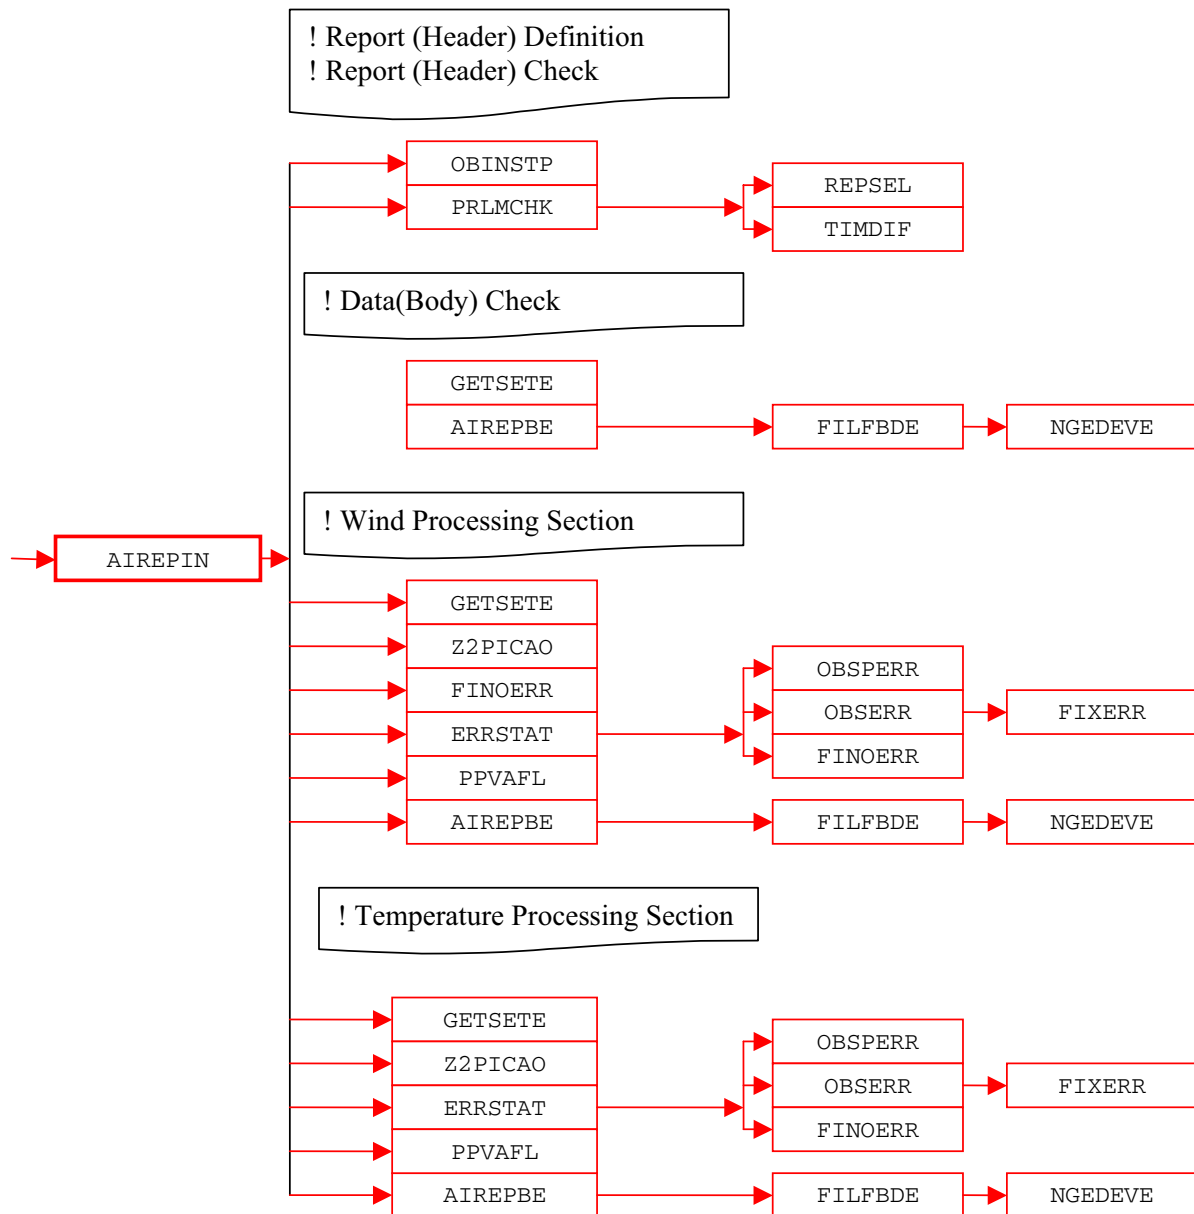 ! Report (Header) Definition
! Report (Header) Check
OBINSTP
PRLMCHK
REPSEL
TIMDIF
! Data(Body) Check
GETSETE
AIREPBE
FILFBDE
NGEDEVE
! Wind Processing Section
AIREPIN
GETSETE
Z2PICAO
FINOERR
ERRSTAT
PPVAFL
AIREPBE
OBSPERR
OBSERR
FINOERR
FIXERR
FILFBDE
NGEDEVE
! Temperature Processing Section
GETSETE
Z2PICAO
ERRSTAT
PPVAFL
AIREPBE
OBSPERR
OBSERR
FINOERR
FIXERR
FILFBDE
NGEDEVE